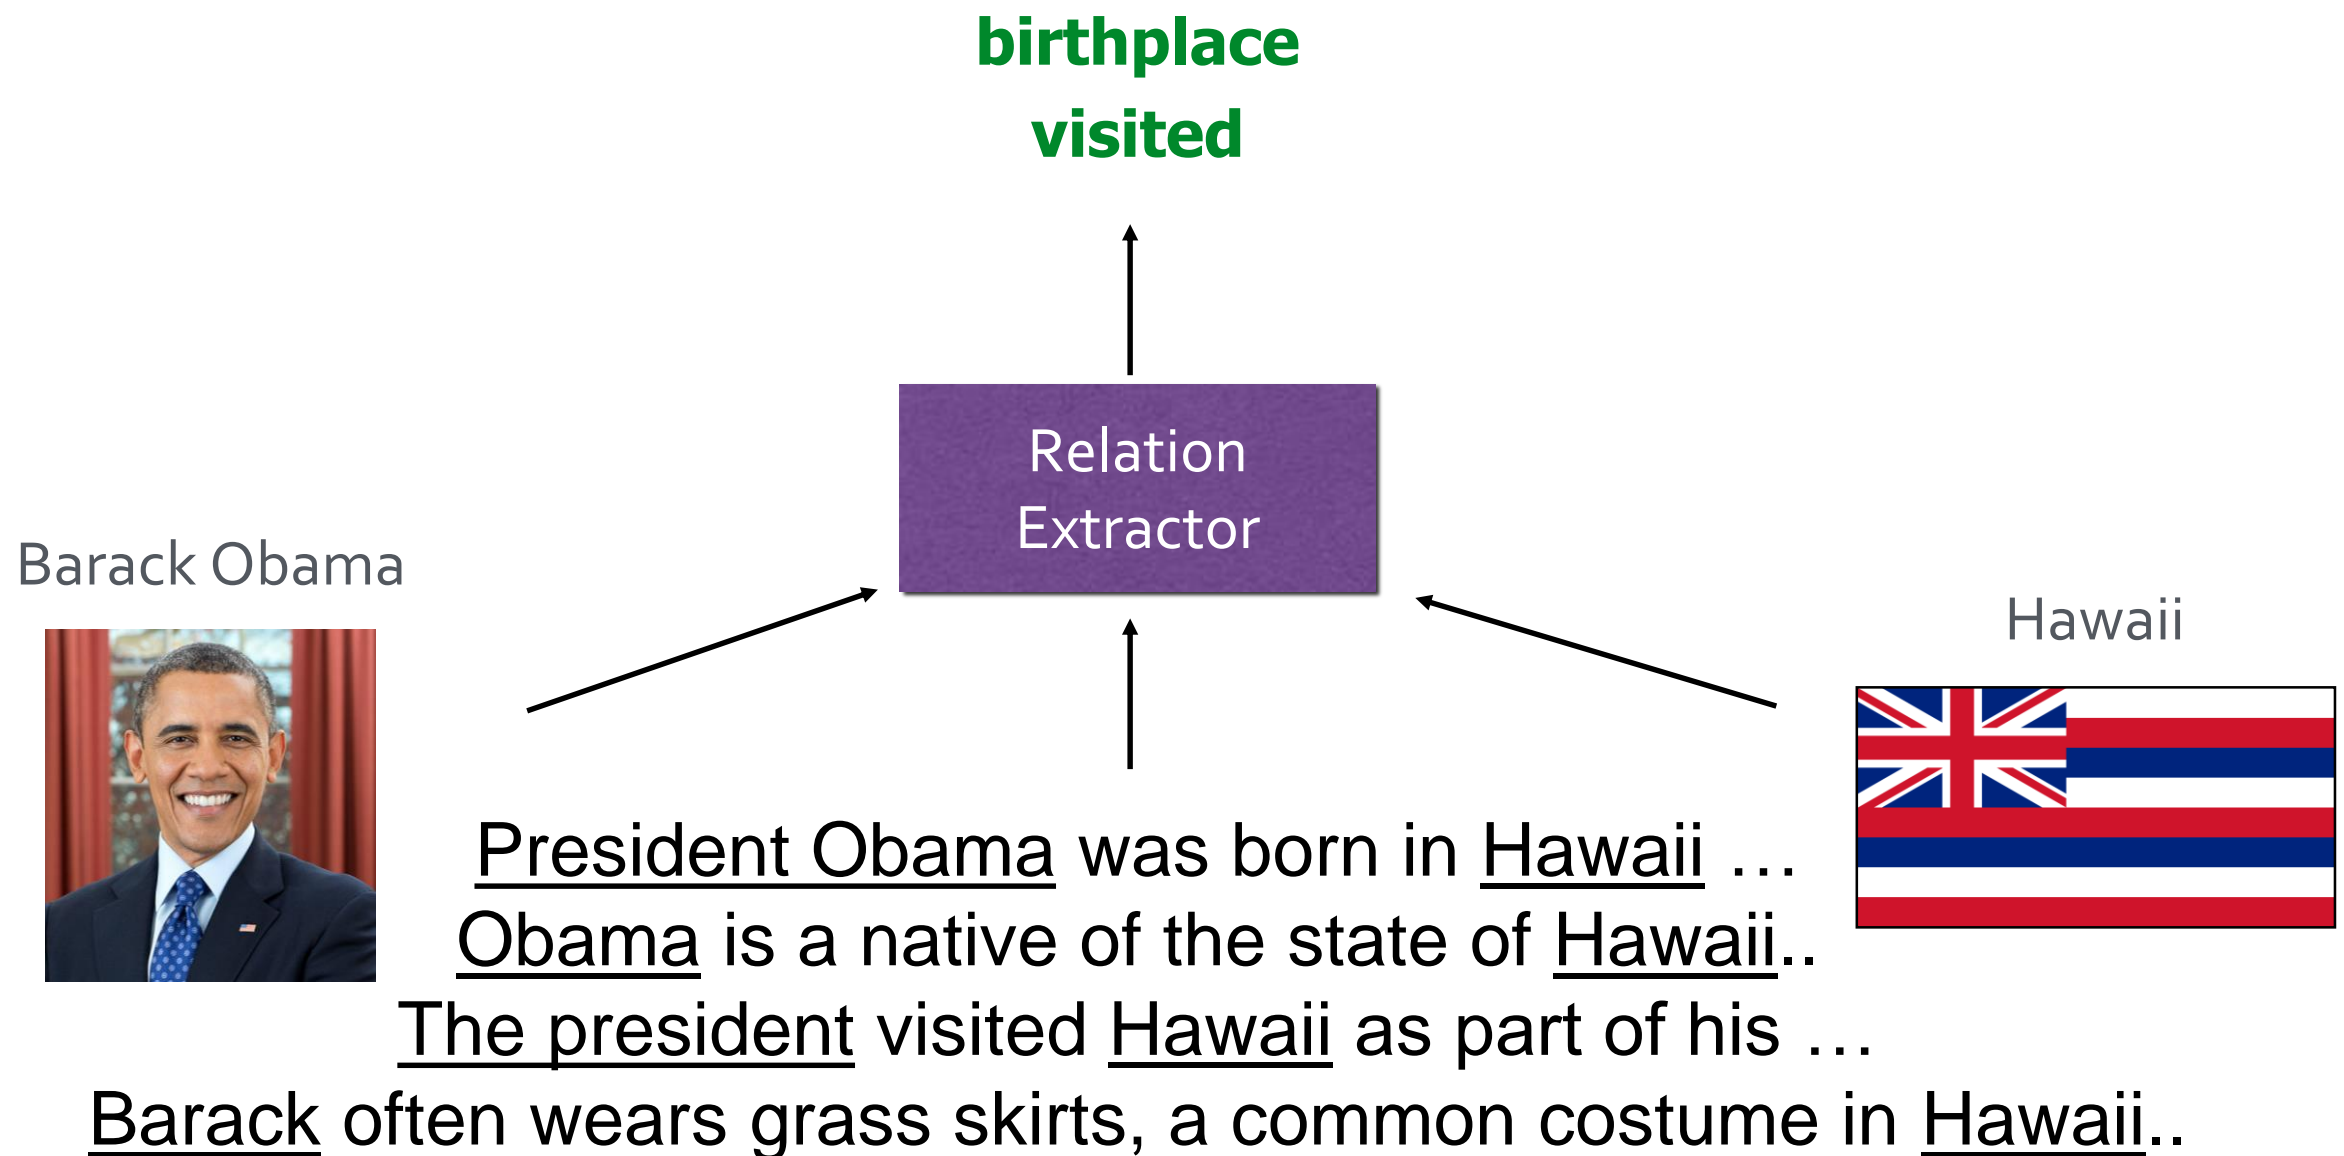 birthplace
visited
Relation
Extractor
Barack Obama
Hawaii
President Obama was born in Hawaii …
Obama is a native of the state of Hawaii..
The president visited Hawaii as part of his …
Barack often wears grass skirts, a common costume in Hawaii..